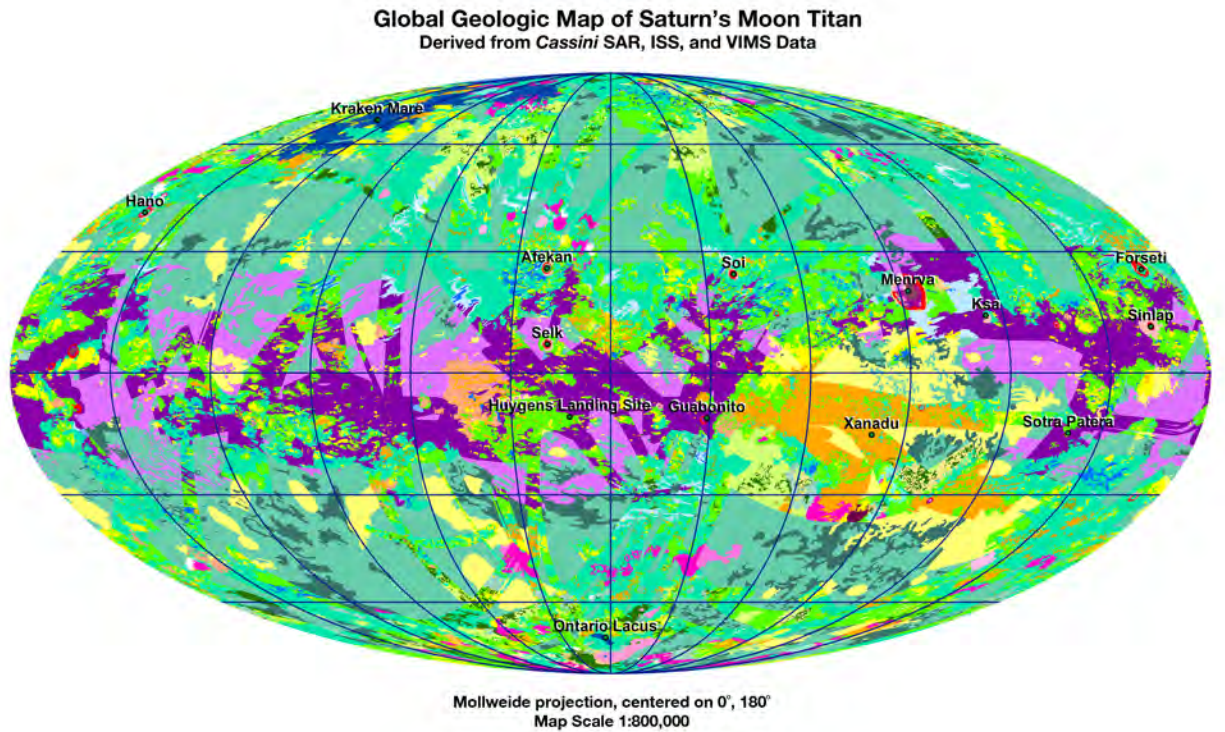 Global Geologic Map of Saturn's Moon Titan
Derived from Cassini SAR, ISS, and VIMS Data
Kraken Mare
Hano
Afekan
Soi
Forseti
Menrva
Ksa
Sinlap
Selk
Huygens Landing Site
Guabonito
Xanadu
Sotra Patera
Ontario Lacus
Mollweide projection, centered on 0°, 180°
Map Scale 1:800,000